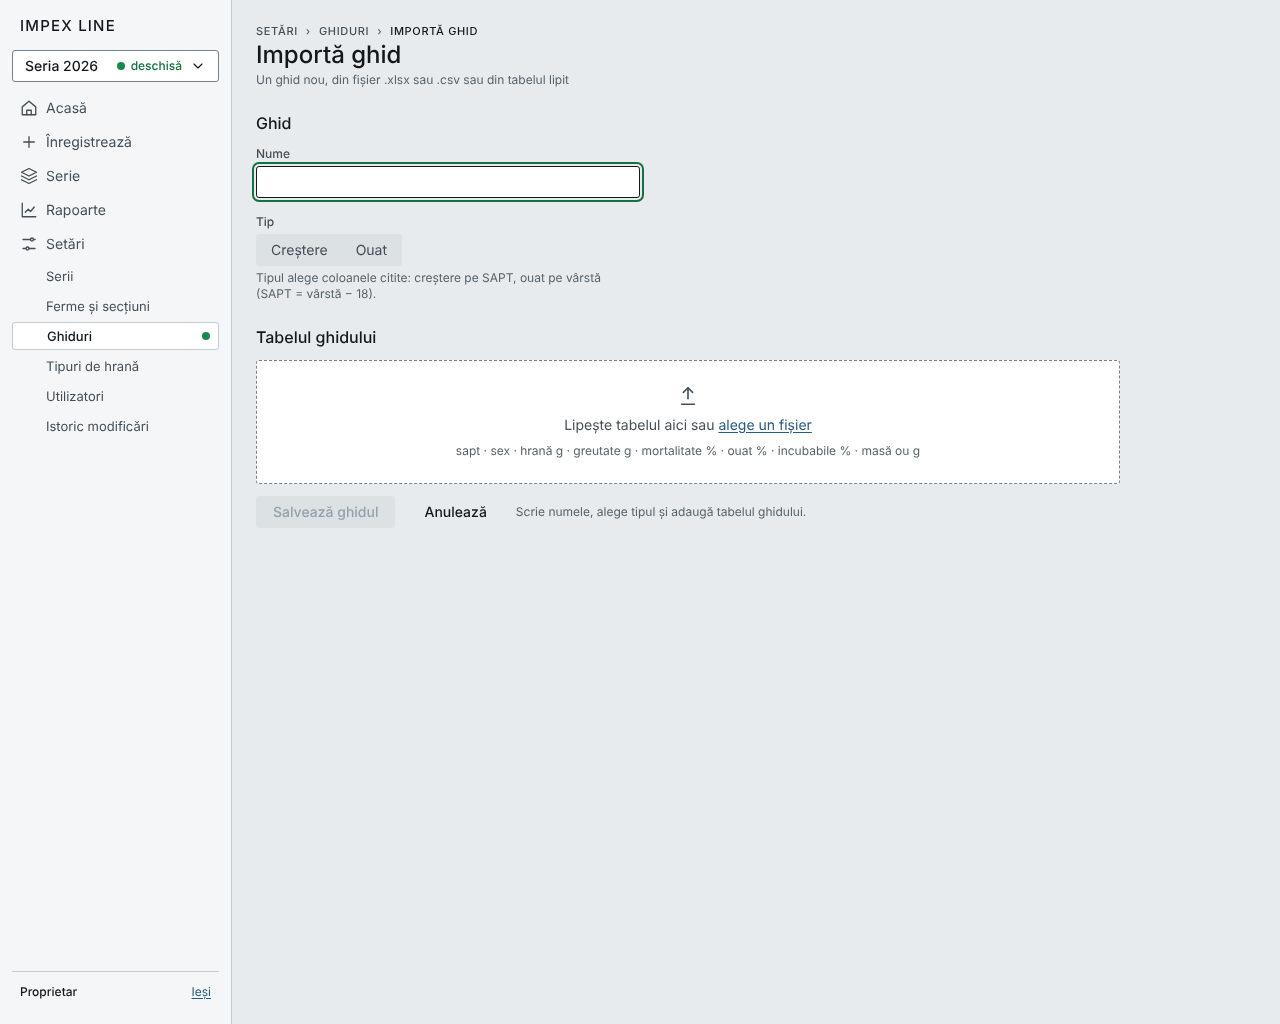 IMPEX LINE
Seria 2026 deschisă
Acasă
Înregistrează
Serie
Rapoarte
Setări
Serii
Ferme și secțiuni
Ghiduri
Tipuri de hrană
Utilizatori
Istoric modificări
Proprietar Ieși
SETĂRI › GHIDURI › IMPORTĂ GHID
Importă ghid
Un ghid nou, din fișier .xlsx sau .csv sau din tabelul lipit
Ghid
Nume
Tip
Creștere Ouat
Tipul alege coloanele citite: creștere pe SAPT, ouat pe vârstă
(SAPT = vârstă − 18).
Tabelul ghidului
Lipește tabelul aici sau alege un fișier
sapt · sex · hrană g · greutate g · mortalitate % · ouat % · incubabile % · masă ou g
Salvează ghidul Anulează Scrie numele, alege tipul și adaugă tabelul ghidului.